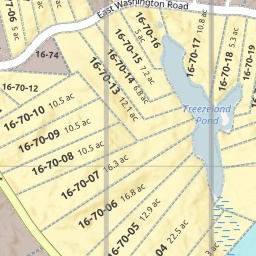 East Washington Road
16-70-16
5 ac
16-70-17
10.8 ac
16-70-18
5.3 ac
16-70-19
16-70-15
7.2 ac
16-70-14
6.8 ac
16-70-13
12.1 ac
16-74
16-70-12
Freezeland
Pond
16-70-10 10.5 ac
16-70-09 10.5 ac
16-70-08 10.5 ac
16-70-07 16.3 ac
16-70-06 16.8 ac
16-70-05 12.9 ac
04 22.5 ac